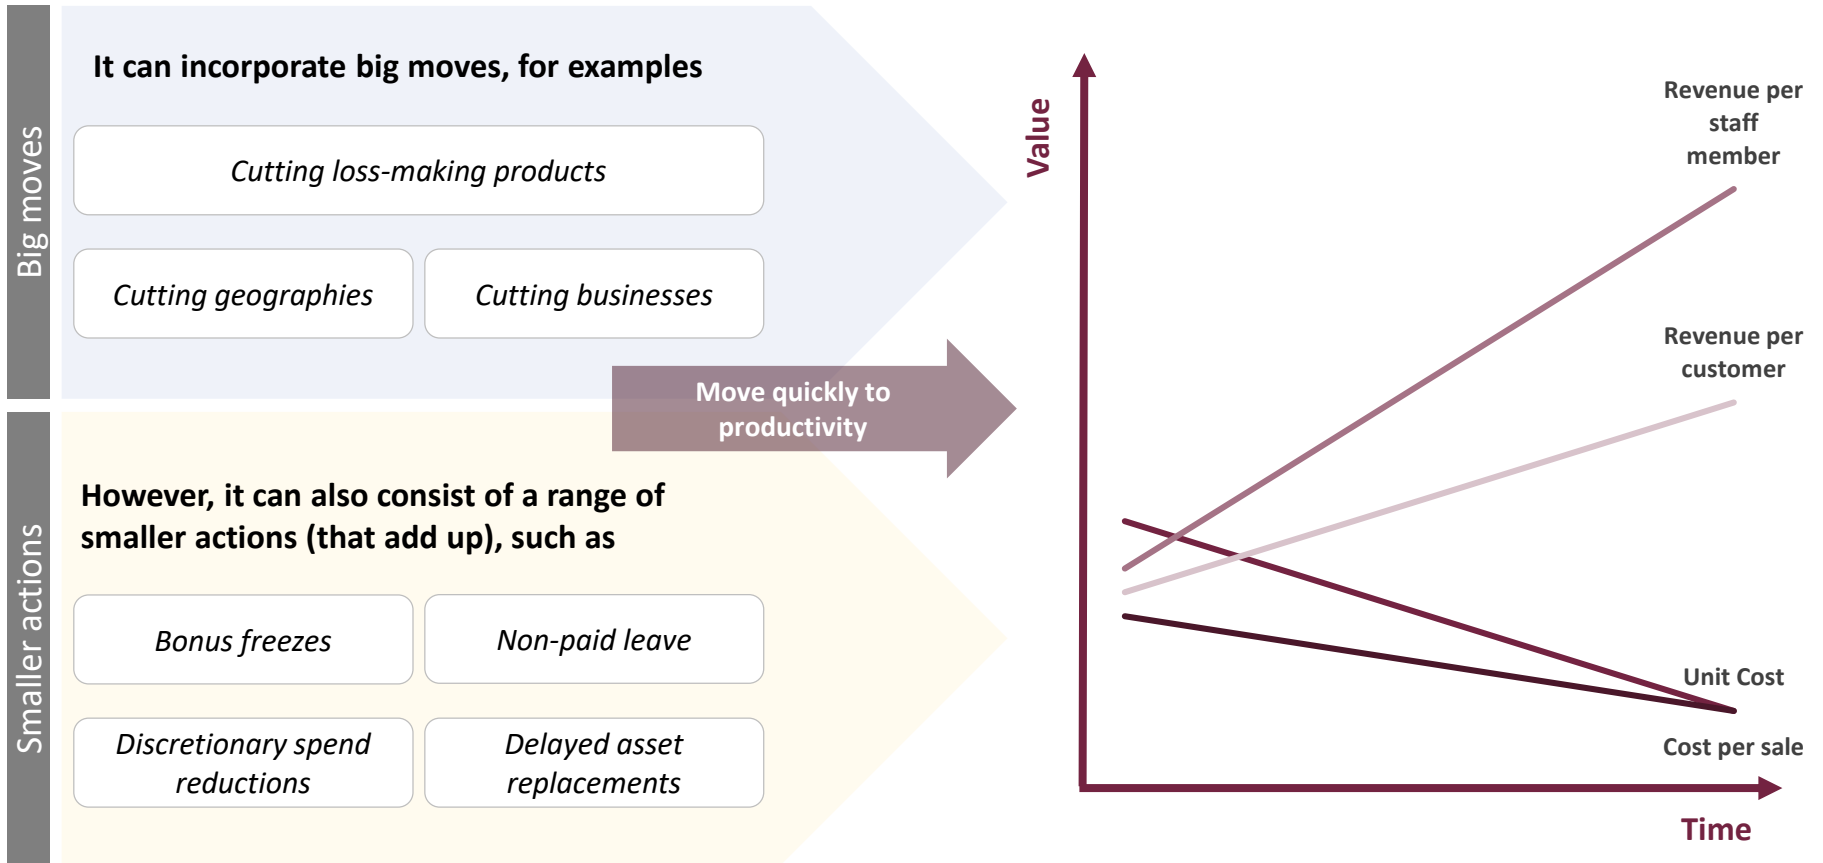 Big moves
It can incorporate big moves, for examples
Cutting loss-making products
Cutting geographies
Cutting businesses
Move quickly to
productivity
Smaller actions
However, it can also consist of a range of
smaller actions (that add up), such as
Bonus freezes
Non-paid leave
Discretionary spend
reductions
Delayed asset
replacements
Value
Revenue per
staff
member
Revenue per
customer
Unit Cost
Cost per sale
Time